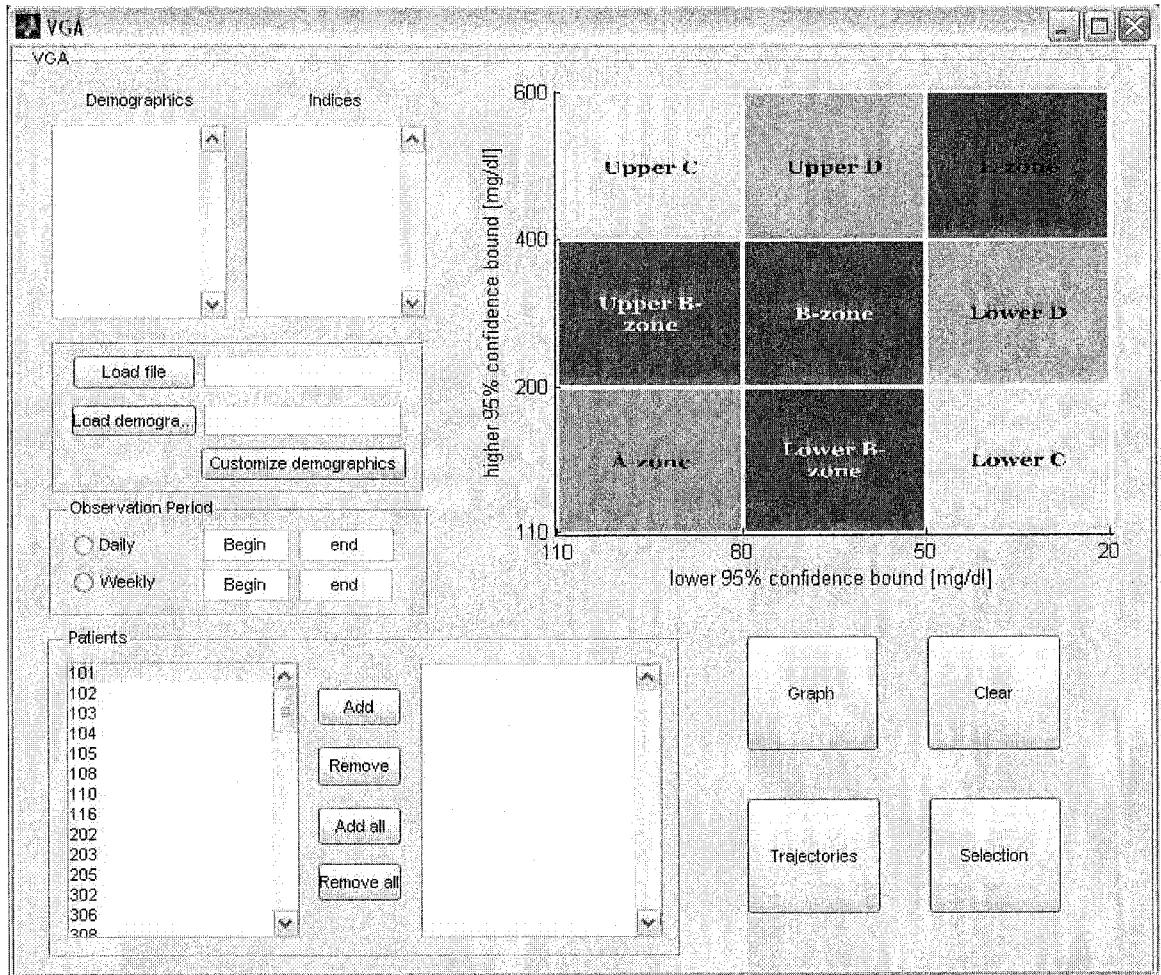 VGA
VGA
Demographics
Indices
Load file
Load demogra...
Customize demographics
Observation Period
Daily
Begin
end
Weekly
Begin
end
600
400
200
110
higher 95% confidence bound [mg/dl]
Upper C
Upper D
E-zone
Upper B-
zone
B-zone
Lower D
A-zone
Lower B-
zone
Lower C
110
80
50
20
lower 95% confidence bound [mg/dl]
Patients
101
102
103
104
105
108
110
116
202
203
205
302
306
308
Add
Remove
Add all
Remove all
Graph
Clear
Trajectories
Selection